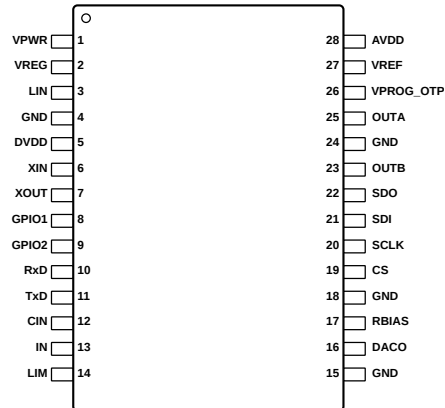 VPWR 1 28 AVDD
VREG 2 27 VREF
LIN 3 26 VPROG_OTP
GND 4 25 OUTA
DVDD 5 24 GND
XIN 6 23 OUTB
XOUT 7 22 SDO
GPIO1 8 21 SDI
GPIO2 9 20 SCLK
RxD 10 19 CS
TxD 11 18 GND
CIN 12 17 RBIAS
IN 13 16 DACO
LIM 14 15 GND